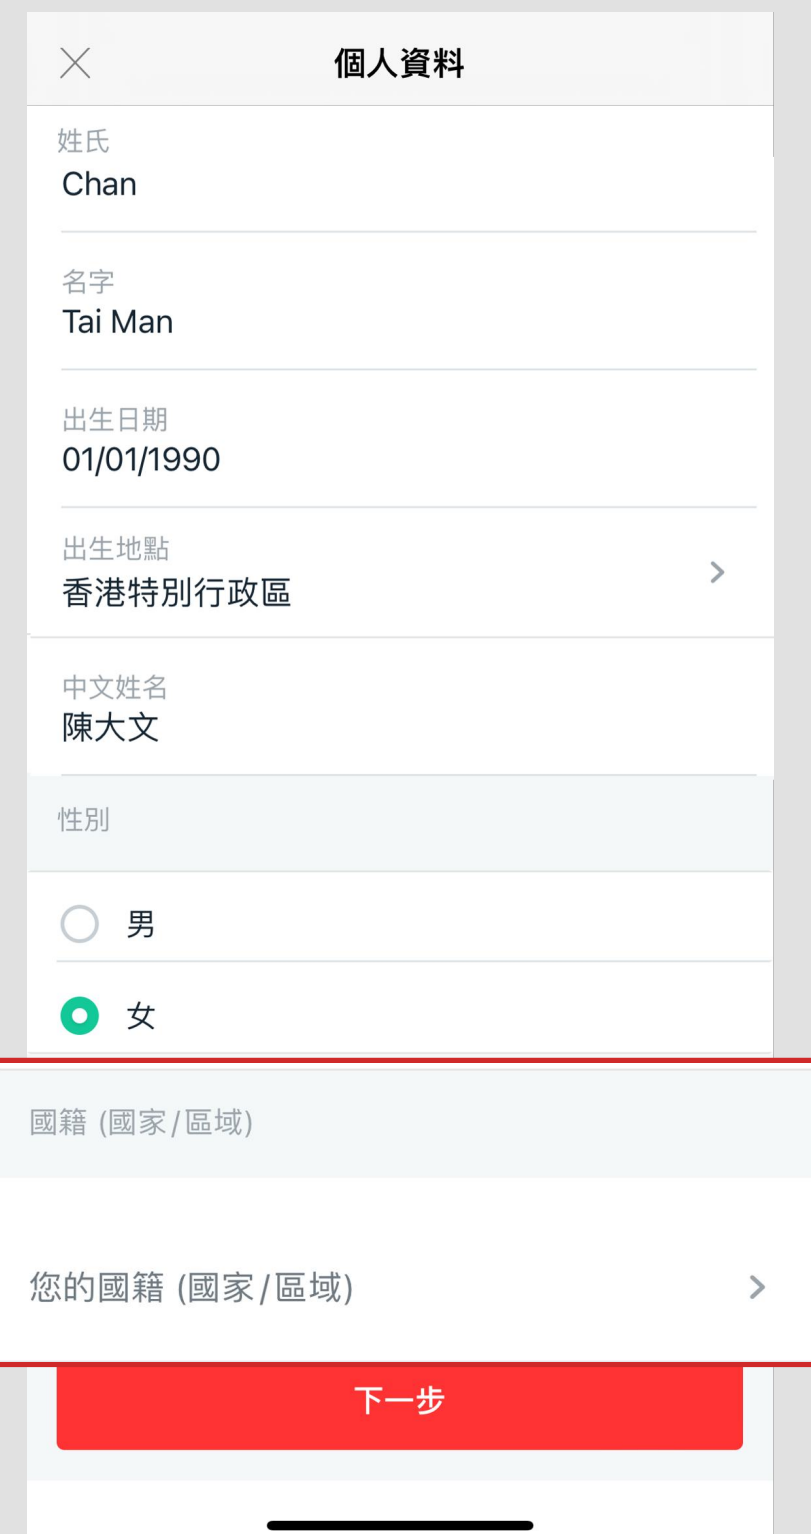 個人資料
姓氏
Chan
名字
Tai Man
出生日期
01/01/1990
出生地點
香港特別行政區
中文姓名
陳大文
性別
男
女
國籍 (國家/區域)
您的國籍 (國家/區域)
下一步